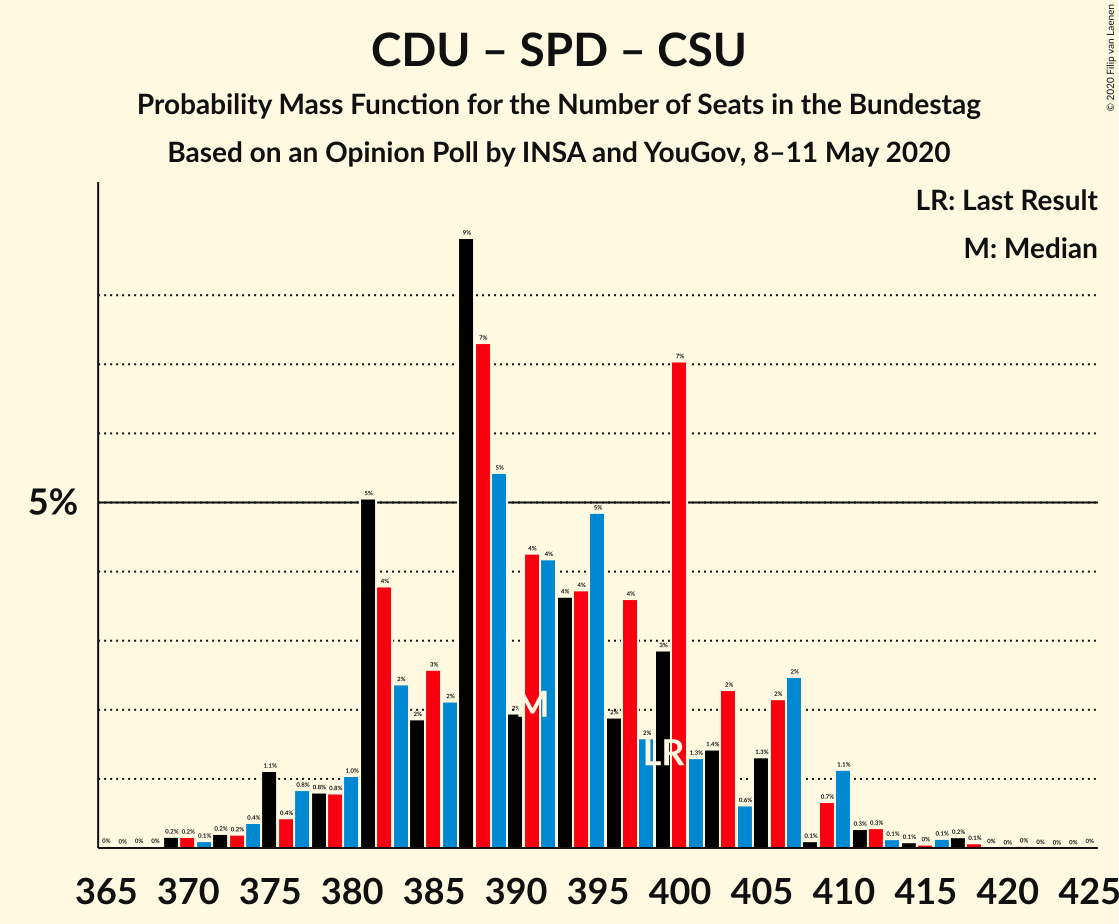 CDU – SPD – CSU
Probability Mass Function for the Number of Seats in the Bundestag
Based on an Opinion Poll by INSA and YouGov, 8–11 May 2020
© 2020 Filip van Laenen
LR: Last Result
M: Median
5%
0% 0% 0% 0% 0.2% 0.2% 0.1% 0.2% 0.2% 0.4% 1.1% 0.4% 0.8% 0.8% 0.8% 1.0% 5% 4% 2% 2% 3% 2% 9% 7% 5% 2% 4% 4% 4% 4% 5% 2% 4% 2% 3% 7% 1.3% 1.4% 2% 0.6% 1.3% 2% 2% 0.1% 0.7% 1.1% 0.3% 0.3% 0.1% 0.1% 0% 0.1% 0.2% 0.1% 0% 0% 0% 0% 0% 0% 0%
M
LR
365 370 375 380 385 390 395 400 405 410 415 420 425